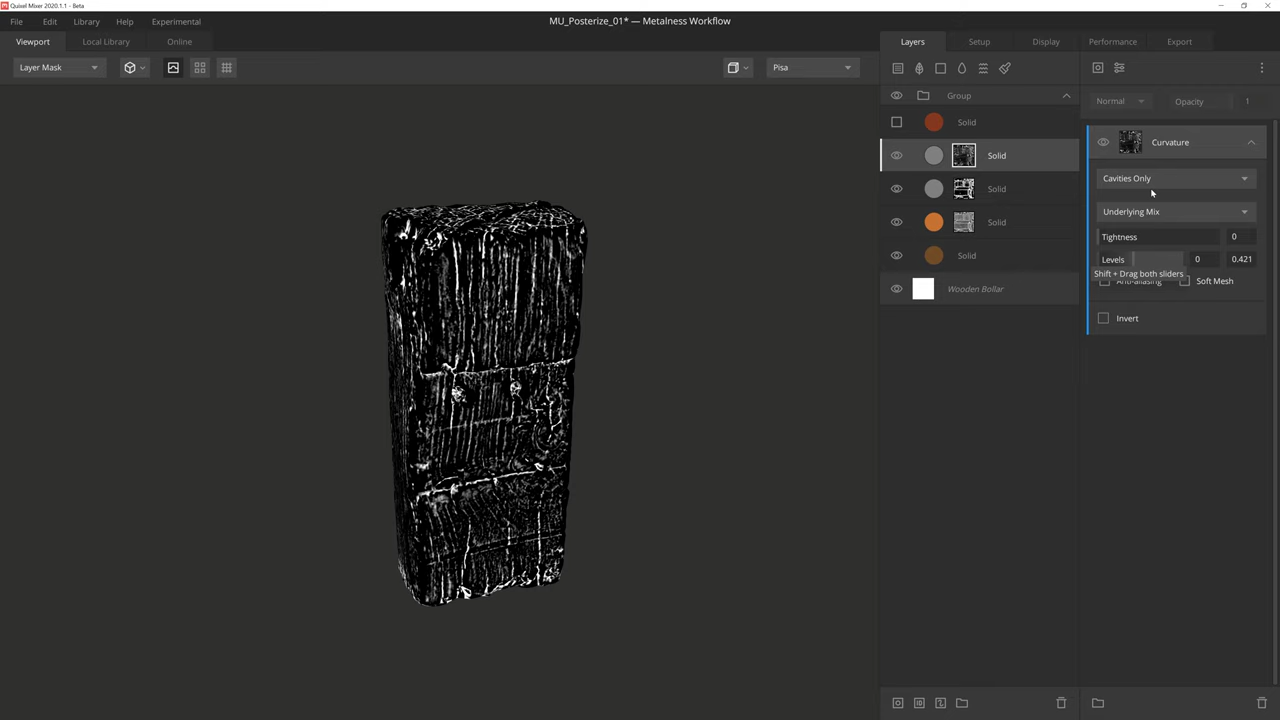 Quixel Mixer 2020.1.1 - Beta
File Edit Library Help Experimental
MU_Posterize_01* — Metalness Workflow
Viewport Local Library Online
Layers Setup Display Performance Export
Layer Mask
Pisa
Group
Normal Opacity 1
Solid
Curvature
Solid
Cavities Only
Solid
Underlying Mix
Solid
Tightness 0
Solid
Levels 0 0.421
Shift + Drag both sliders
Anti-aliasing Soft Mesh
Wooden Bollar
Invert